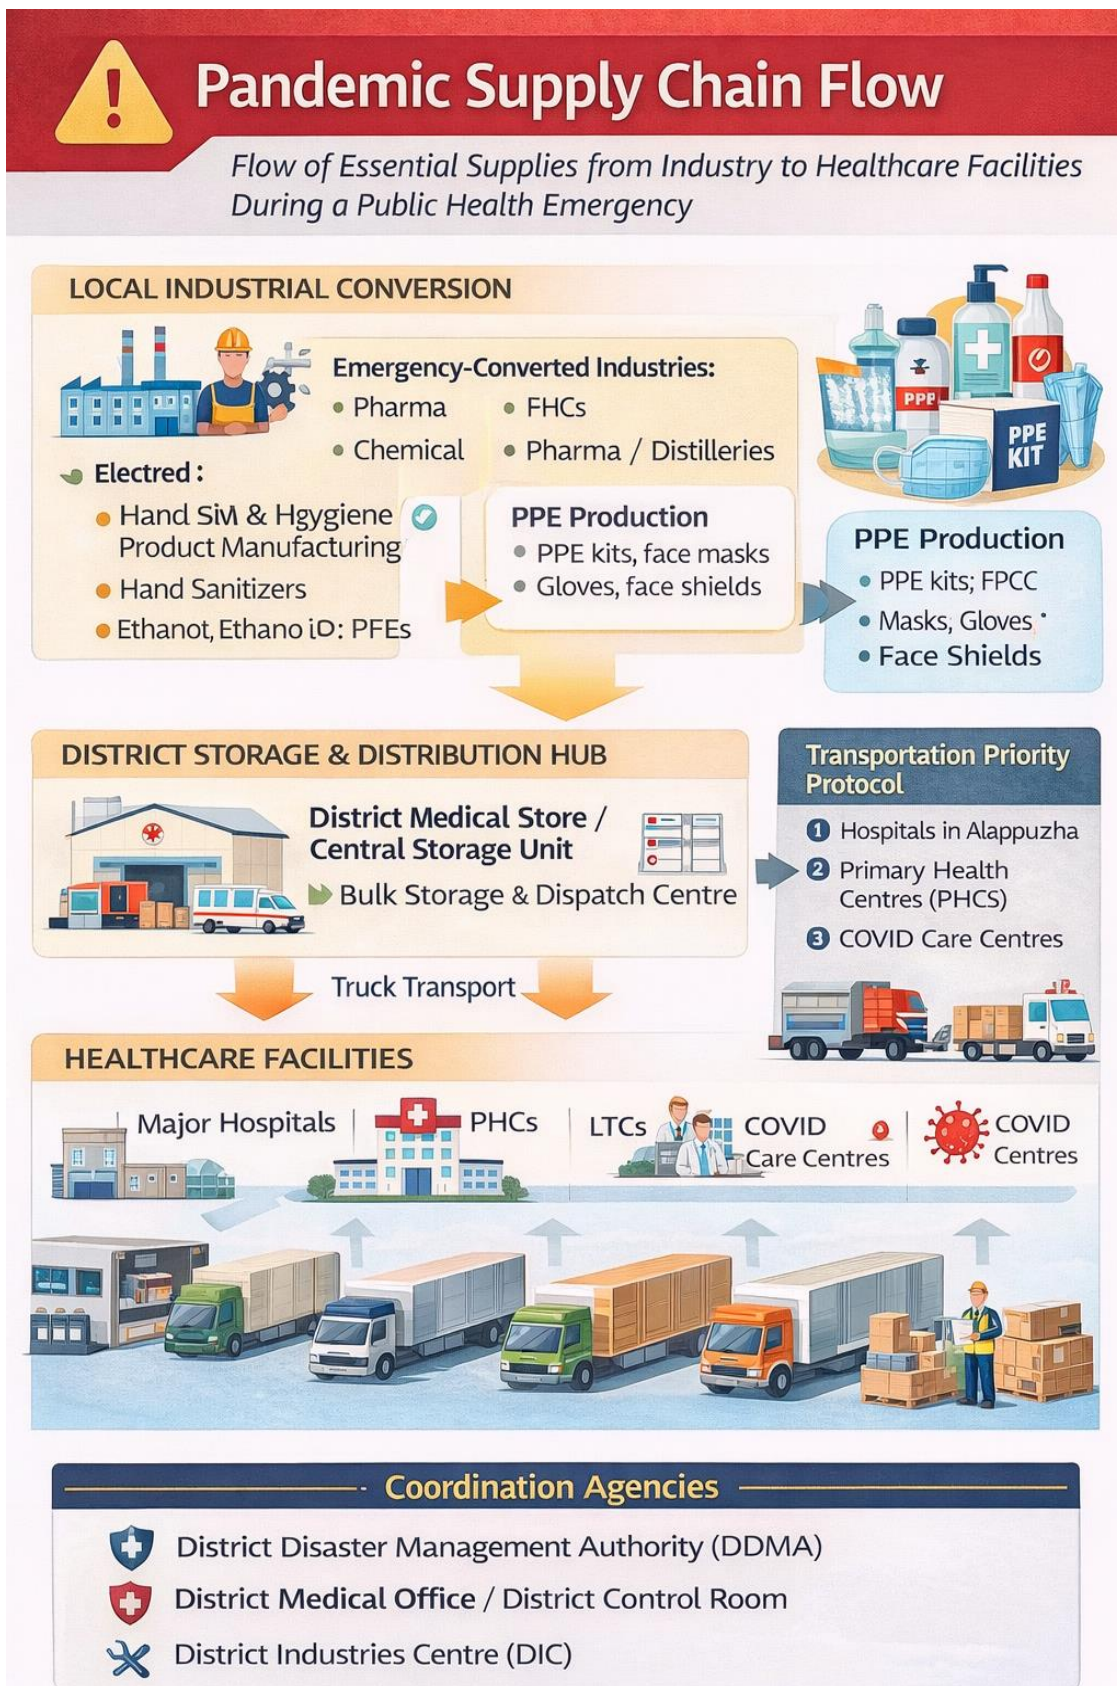 Pandemic Supply Chain Flow
Flow of Essential Supplies from Industry to Healthcare Facilities
During a Public Health Emergency
LOCAL INDUSTRIAL CONVERSION
Emergency-Converted Industries:
• Pharma
• FHCs
• Chemical
• Pharma / Distilleries
Electred :
• Hand SiM & Hgygiene
Product Manufacturing
• Hand Sanitizers
• Ethanot, Ethano iD: PFEs
PPE Production
• PPE kits, face masks
• Gloves, face shields
PPE
PPE
KIT
PPE Production
• PPE kits; FPCC
• Masks, Gloves
• Face Shields
DISTRICT STORAGE & DISTRIBUTION HUB
District Medical Store /
Central Storage Unit
Bulk Storage & Dispatch Centre
Transportation Priority
Protocol
1 Hospitals in Alappuzha
2 Primary Health
Centres (PHCS)
3 COVID Care Centres
Truck Transport
HEALTHCARE FACILITIES
Major Hospitals
PHCs
LTCs
COVID
Care Centres
COVID
Centres
Coordination Agencies
District Disaster Management Authority (DDMA)
District Medical Office / District Control Room
District Industries Centre (DIC)